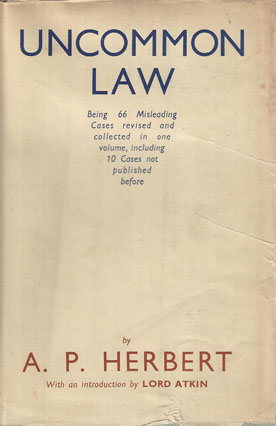 UNCOMMON
LAW
Being 66 Misleading
Cases revised and
collected in one
volume, including
10 Cases not
published
before
by
A. P. HERBERT
With an introduction by LORD ATKIN